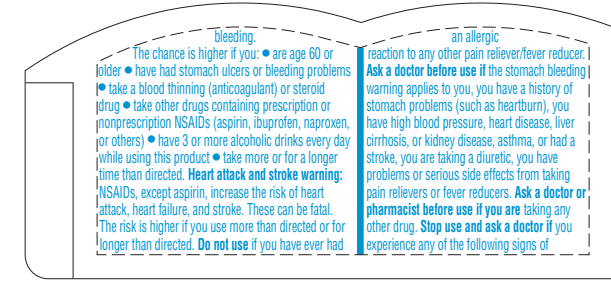 bleeding.
The chance is higher if you: ● are age 60 or
older ● have had stomach ulcers or bleeding problems
● take a blood thinning (anticoagulant) or steroid
drug ● take other drugs containing prescription or
nonprescription NSAIDs (aspirin, ibuprofen, naproxen,
or others) ● have 3 or more alcoholic drinks every day
while using this product ● take more or for a longer
time than directed. Heart attack and stroke warning:
NSAIDs, except aspirin, increase the risk of heart
attack, heart failure, and stroke. These can be fatal.
The risk is higher if you use more than directed or for
longer than directed. Do not use if you have ever had
an allergic
reaction to any other pain reliever/fever reducer.
Ask a doctor before use if the stomach bleeding
warning applies to you, you have a history of
stomach problems (such as heartburn), you
have high blood pressure, heart disease, liver
cirrhosis, or kidney disease, asthma, or had a
stroke, you are taking a diuretic, you have
problems or serious side effects from taking
pain relievers or fever reducers. Ask a doctor or
pharmacist before use if you are taking any
other drug. Stop use and ask a doctor if you
experience any of the following signs of